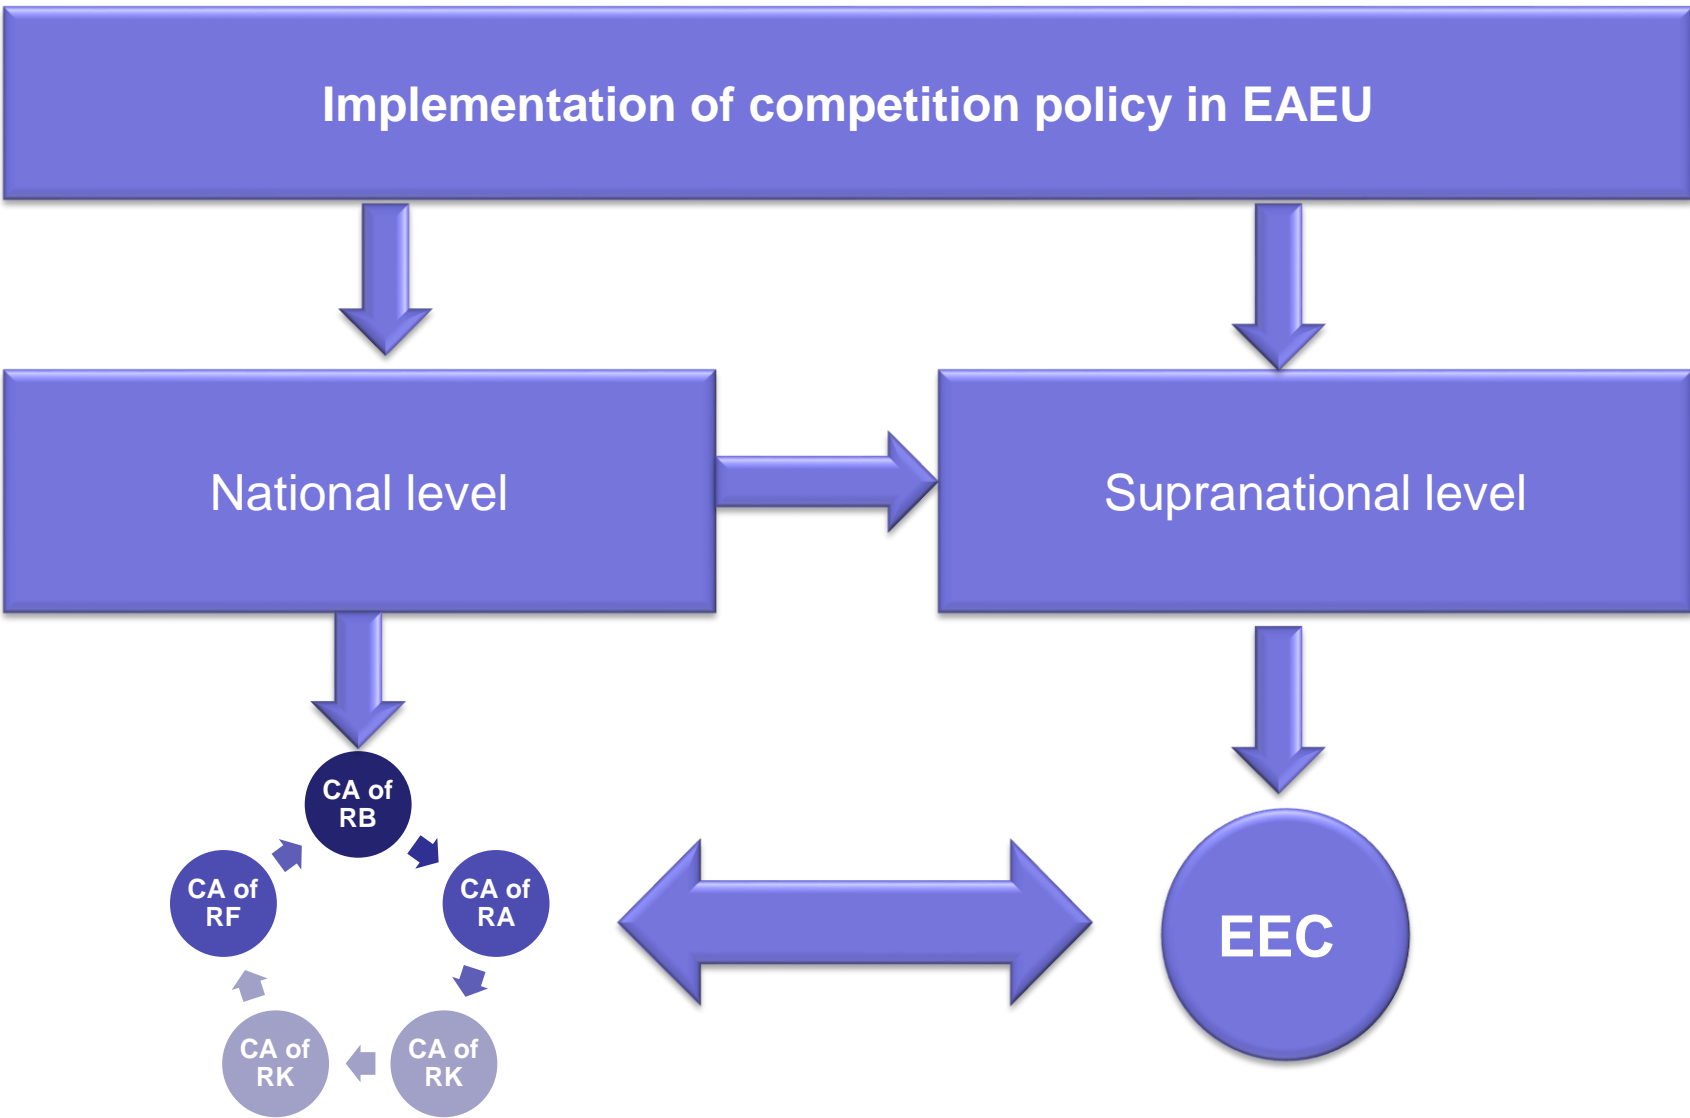 Implementation of competition policy in EAEU
National level
Supranational level
CA of
RB
CA of
RF
CA of
RA
EEC
CA of
RK
CA of
RK